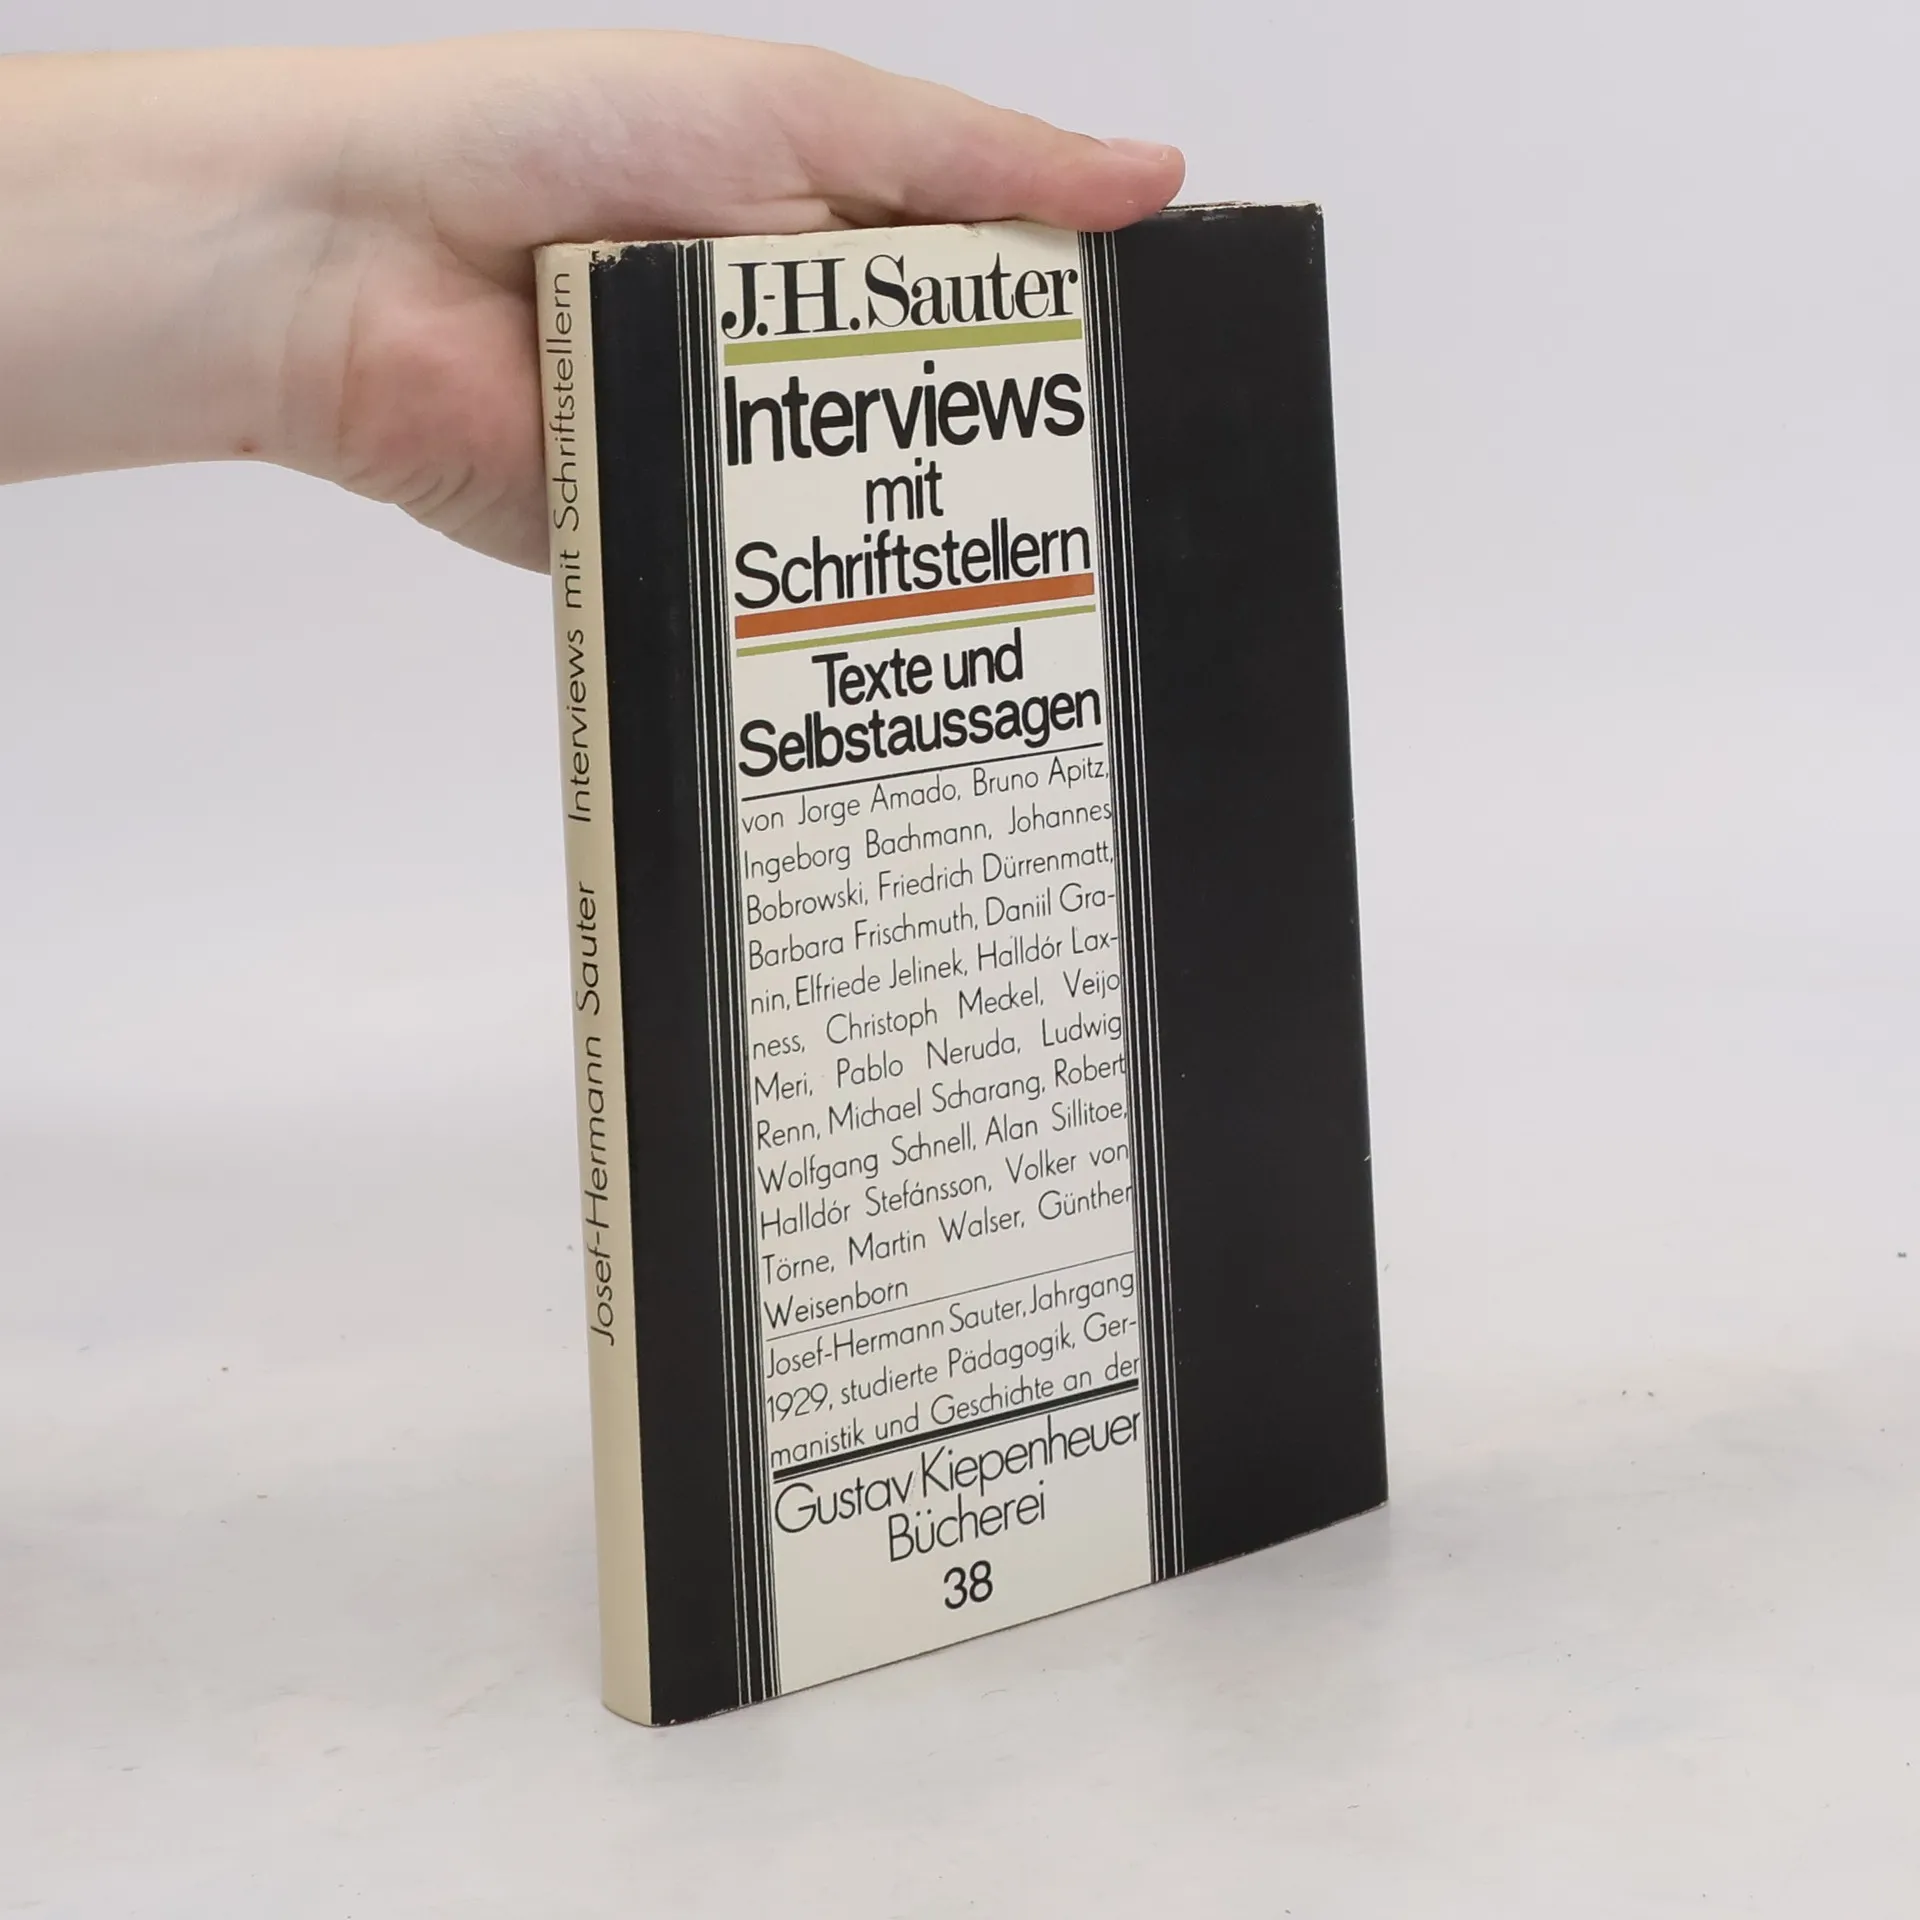 Josef-Hermann Sauter Interviews mit Schriftstellern
J.-H. Sauter
Interviews
mit
Schriftstellern
Texte und
Selbstaussagen
von Jorge Amado, Bruno Apitz,
Ingeborg Bachmann, Johannes
Bobrowski, Friedrich Dürrenmatt,
Barbara Frischmuth, Daniil Gra-
nin, Elfriede Jelinek, Halldór Lax-
ness, Christoph Meckel, Veijo
Meri, Pablo Neruda, Ludwig
Renn, Michael Scharang, Robert
Wolfgang Schnell, Alan Sillitoe,
Halldór Stefánsson, Volker von
Törne, Martin Walser, Günther
Weisenborn
Josef-Hermann Sauter, Jahrgang
1929, studierte Pädagogik, Ger-
manistik und Geschichte an der
Gustav Kiepenheuer
Bücherei
38